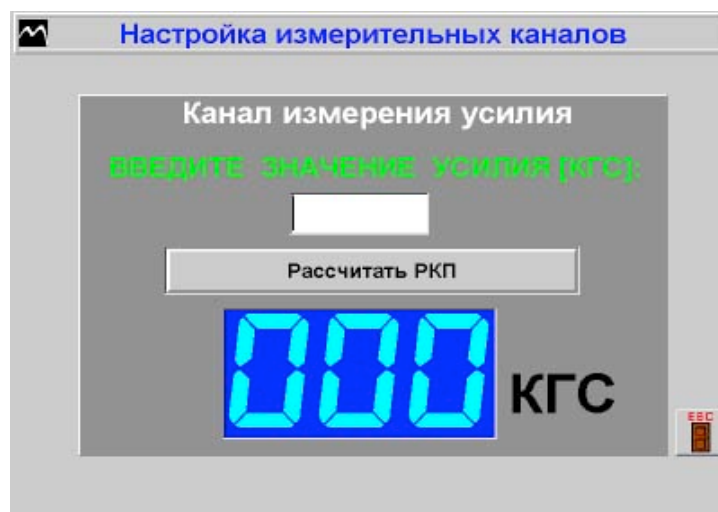 Настройка измерительных каналов
Канал измерения усилия
ВВЕДИТЕ ЗНАЧЕНИЕ УСИЛИЯ [КГС]:
Рассчитать РКП
000 КГС